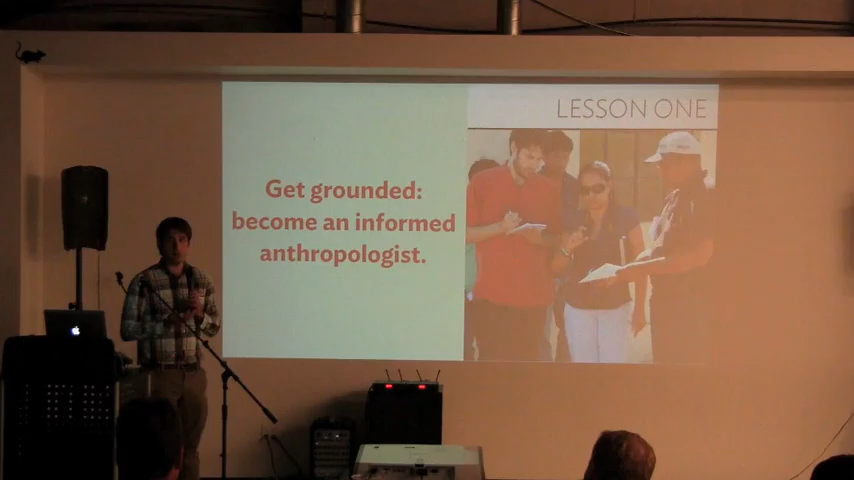 LESSON ONE
Get grounded:
become an informed
anthropologist.